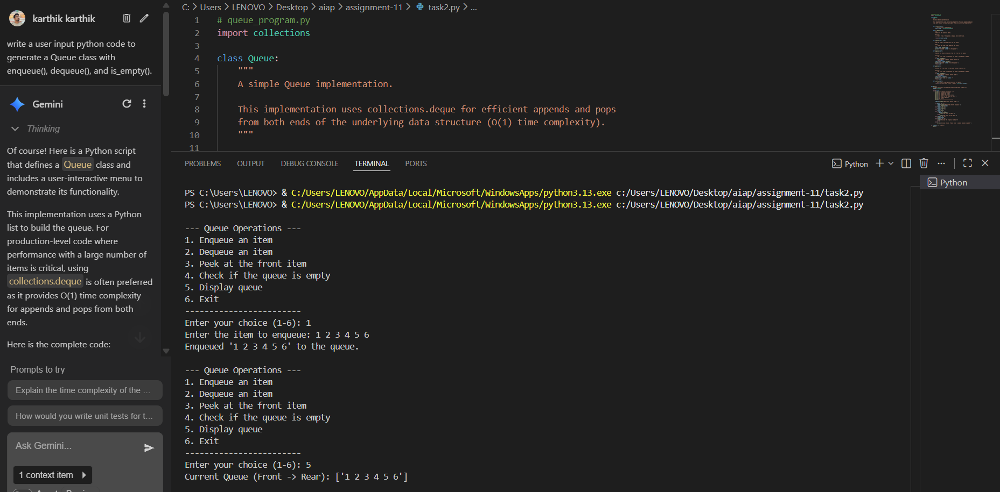 karthik karthik
write a user input python code to
generate a Queue class with
enqueue(), dequeue(), and is_empty().
Gemini
Thinking
Of course! Here is a Python script
that defines a Queue class and
includes a user-interactive menu to
demonstrate its functionality.
This implementation uses a Python
list to build the queue. For
production-level code where
performance with a large number of
items is critical, using
collections.deque is often preferred
as it provides O(1) time complexity
for appends and pops from both
ends.
Here is the complete code:
Prompts to try
Explain the time complexity of the ...
How would you write unit tests for t...
Ask Gemini...
1 context item
C: > Users > LENOVO > Desktop > aiap > assignment-11 > task2.py > ...
1 # queue_program.py
2 import collections
3
4 class Queue:
5 """
6 A simple Queue implementation.
7
8 This implementation uses collections.deque for efficient appends and pops
9 from both ends of the underlying data structure (O(1) time complexity).
10 """
11
PROBLEMS OUTPUT DEBUG CONSOLE TERMINAL PORTS
Python
Python
PS C:\Users\LENOVO> & C:/Users/LENOVO/AppData/Local/Microsoft/WindowsApps/python3.13.exe c:/Users/LENOVO/Desktop/aiap/assignment-11/task2.py
PS C:\Users\LENOVO> & C:/Users/LENOVO/AppData/Local/Microsoft/WindowsApps/python3.13.exe c:/Users/LENOVO/Desktop/aiap/assignment-11/task2.py
--- Queue Operations ---
1. Enqueue an item
2. Dequeue an item
3. Peek at the front item
4. Check if the queue is empty
5. Display queue
6. Exit
------------------------
Enter your choice (1-6): 1
Enter the item to enqueue: 1 2 3 4 5 6
Enqueued '1 2 3 4 5 6' to the queue.
--- Queue Operations ---
1. Enqueue an item
2. Dequeue an item
3. Peek at the front item
4. Check if the queue is empty
5. Display queue
6. Exit
------------------------
Enter your choice (1-6): 5
Current Queue (Front -> Rear): ['1 2 3 4 5 6']